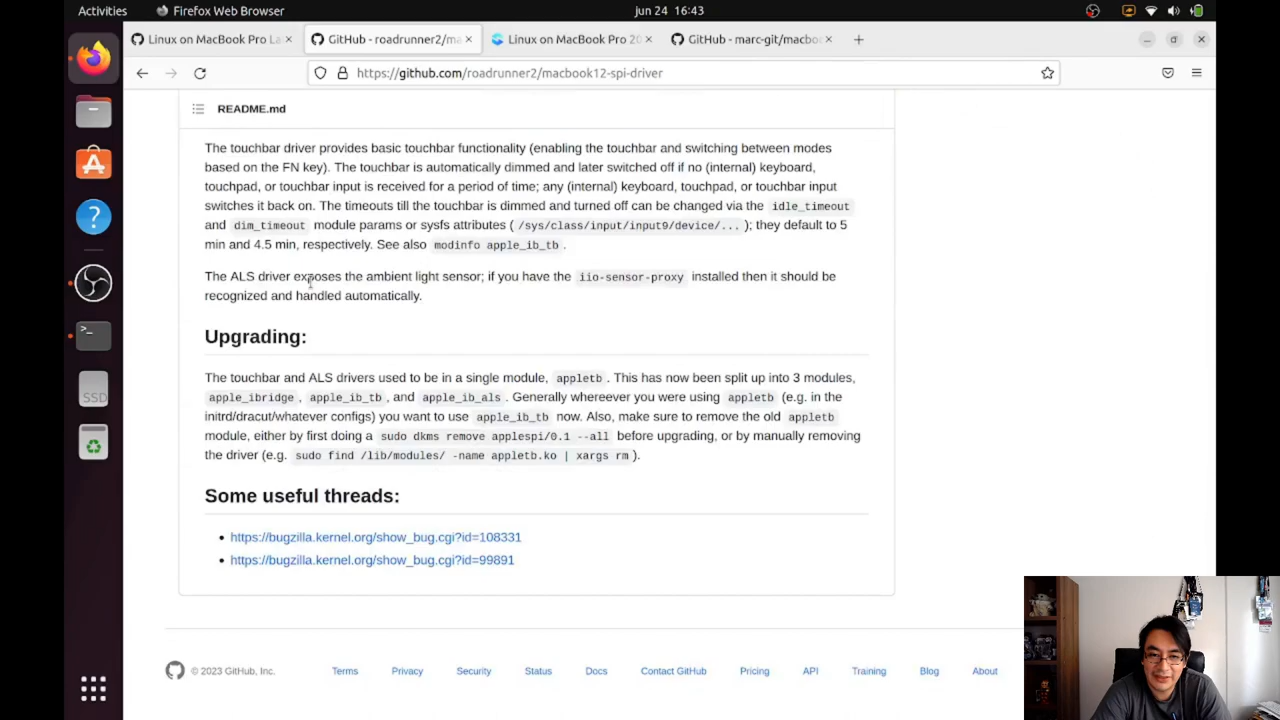 Activities
Firefox Web Browser
jun 24 16:43
Linux on MacBook Pro La
GitHub - roadrunner2/ma
Linux on MacBook Pro 20
GitHub - marc-git/macbo
https://github.com/roadrunner2/macbook12-spi-driver
README.md
The touchbar driver provides basic touchbar functionality (enabling the touchbar and switching between modes
based on the FN key). The touchbar is automatically dimmed and later switched off if no (internal) keyboard,
touchpad, or touchbar input is received for a period of time; any (internal) keyboard, touchpad, or touchbar input
switches it back on. The timeouts till the touchbar is dimmed and turned off can be changed via the idle_timeout
and dim_timeout module params or sysfs attributes ( /sys/class/input/input9/device/... ); they default to 5
min and 4.5 min, respectively. See also modinfo apple_ib_tb.
The ALS driver exposes the ambient light sensor; if you have the iio-sensor-proxy installed then it should be
recognized and handled automatically.
Upgrading:
The touchbar and ALS drivers used to be in a single module, appletb. This has now been split up into 3 modules,
apple_ibridge, apple_ib_tb, and apple_ib_als. Generally whereever you were using appletb (e.g. in the
initrd/dracut/whatever configs) you want to use apple_ib_tb now. Also, make sure to remove the old appletb
module, either by first doing a sudo dkms remove applespi/0.1 --all before upgrading, or by manually removing
the driver (e.g. sudo find /lib/modules/ -name appletb.ko | xargs rm ).
Some useful threads:
https://bugzilla.kernel.org/show_bug.cgi?id=108331
https://bugzilla.kernel.org/show_bug.cgi?id=99891
© 2023 GitHub, Inc.
Terms
Privacy
Security
Status
Docs
Contact GitHub
Pricing
API
Training
Blog
About
SSD